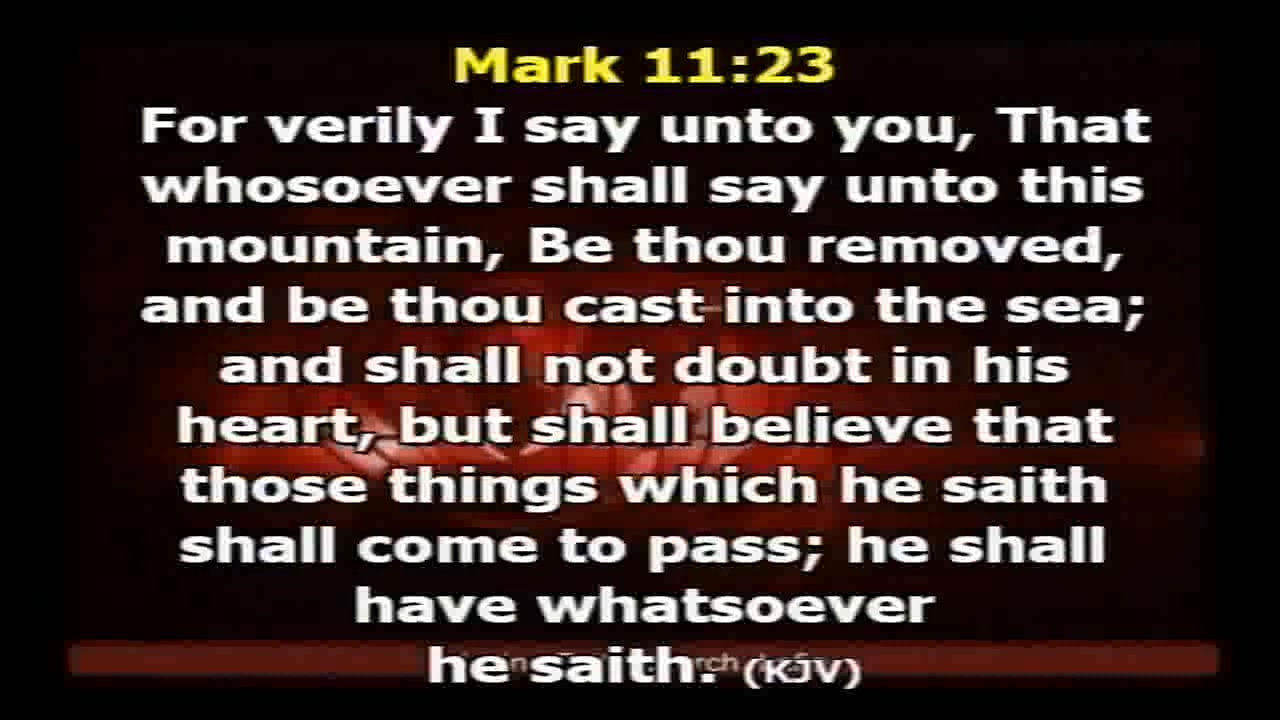 Mark 11:23
For verily I say unto you, That
whosoever shall say unto this
mountain, Be thou removed,
and be thou cast into the sea;
and shall not doubt in his
heart, but shall believe that
those things which he saith
shall come to pass; he shall
have whatsoever
he saith. (KJV)